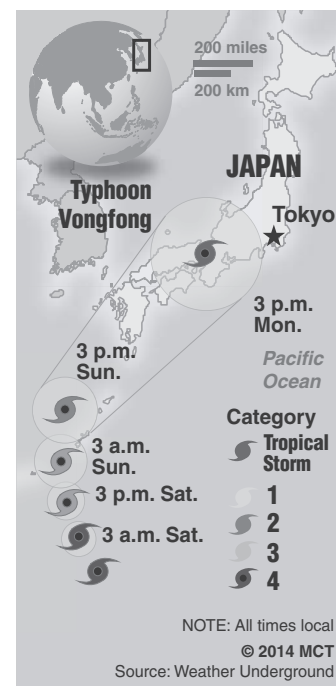 200 miles
200 km
JAPAN
Typhoon
Vongfong
Tokyo
3 p.m.
Mon.
3 p.m.
Sun.
Pacific
Ocean
Category
Tropical
Storm
3 a.m.
Sun.
3 p.m. Sat.
1
2
3 a.m. Sat.
3
4
NOTE: All times local
© 2014 MCT
Source: Weather Underground